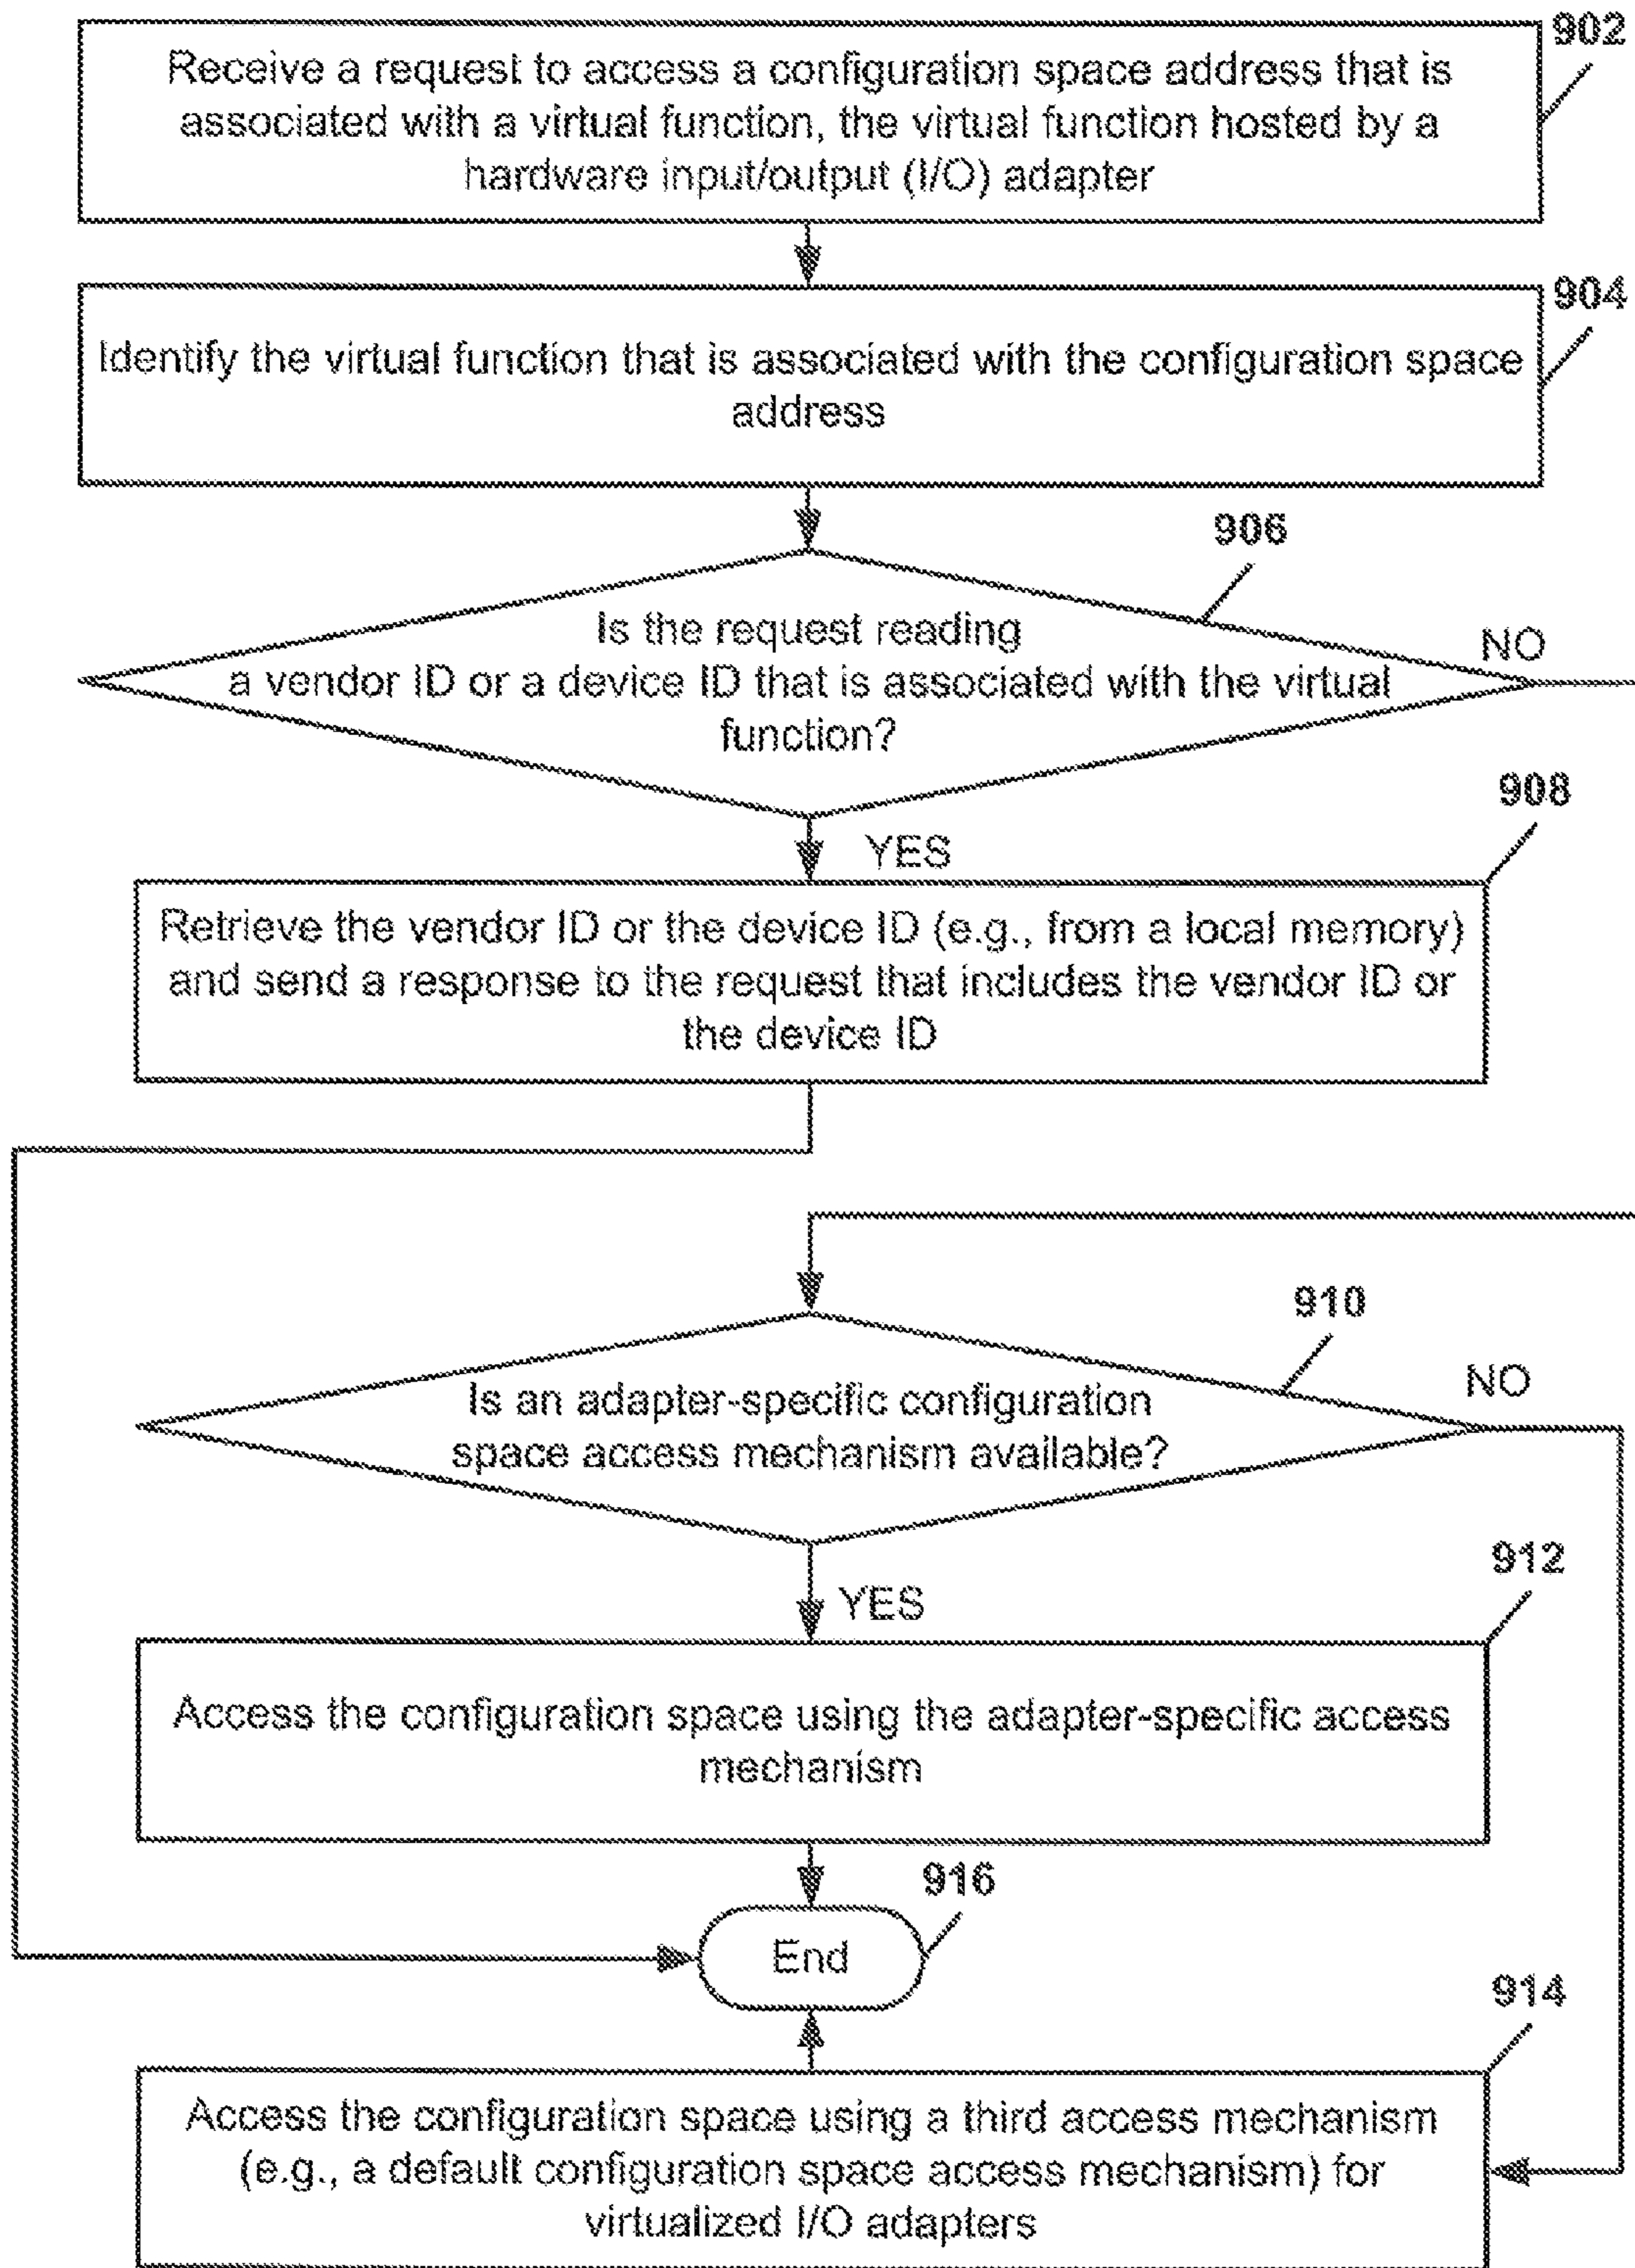 902
Receive a request to access a configuration space address that is
associated with a virtual function, the virtual function hosted by a
hardware input/output (I/O) adapter
904
Identify the virtual function that is associated with the configuration space
address
906
Is the request reading
a vendor ID or a device ID that is associated with the virtual
function?
NO
YES
908
Retrieve the vendor ID or the device ID (e.g., from a local memory)
and send a response to the request that includes the vendor ID or
the device ID
910
Is an adapter-specific configuration
space access mechanism available?
NO
YES
912
Access the configuration space using the adapter-specific access
mechanism
916
End
914
Access the configuration space using a third access mechanism
(e.g., a default configuration space access mechanism) for
virtualized I/O adapters